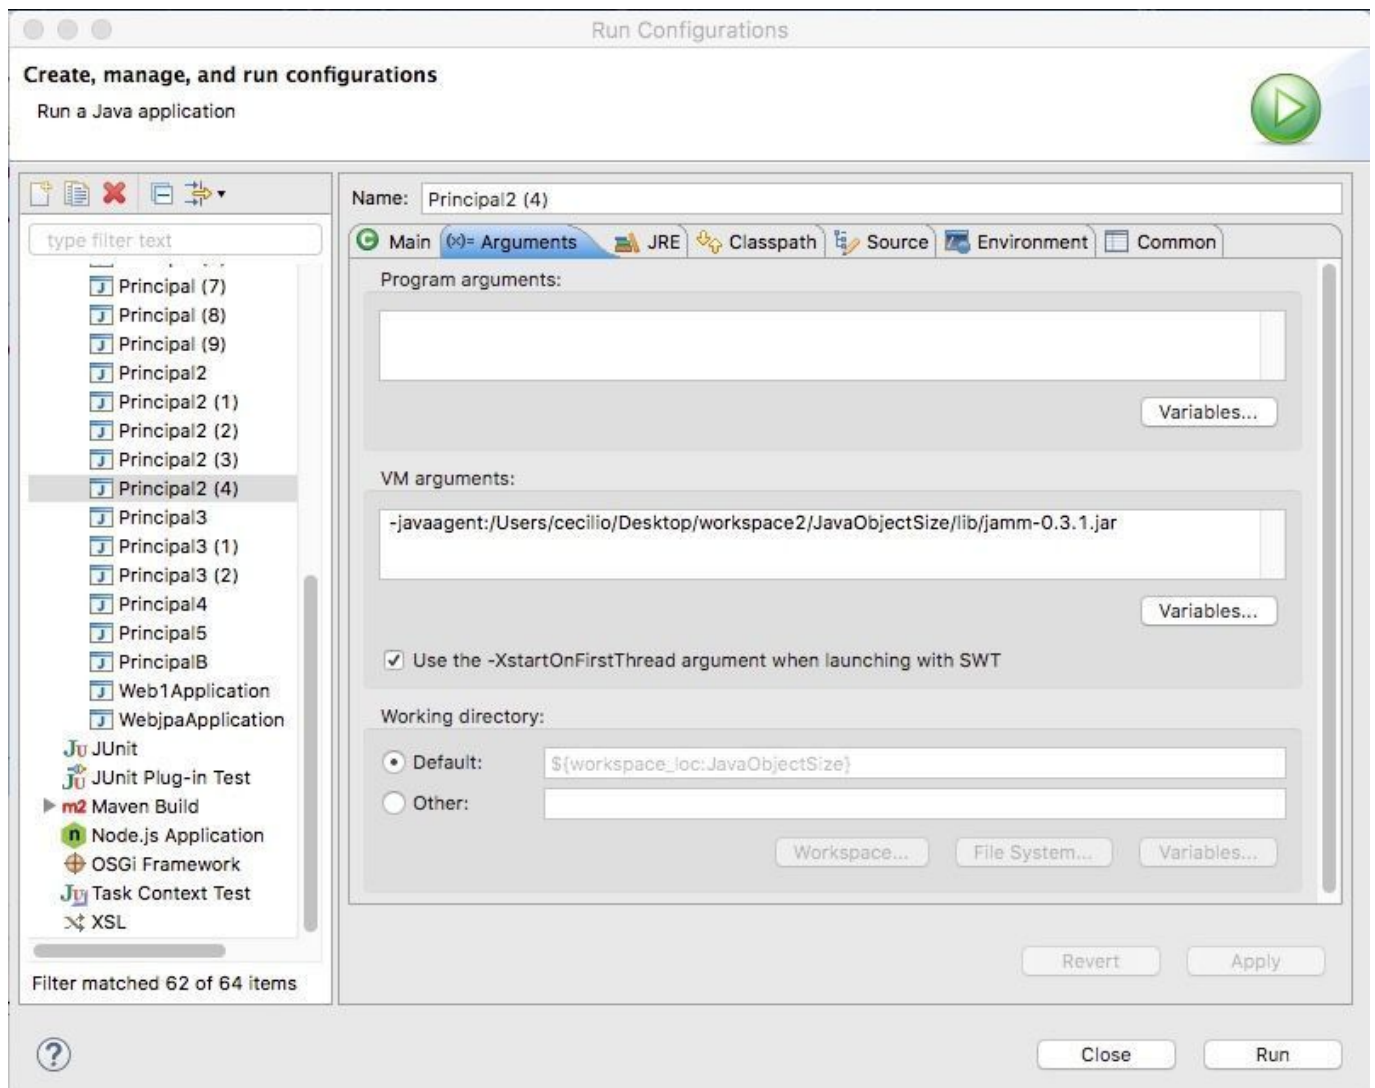 Run Configurations
Create, manage, and run configurations
Run a Java application
type filter text
Principal (7)
Principal (8)
Principal (9)
Principal2
Principal2 (1)
Principal2 (2)
Principal2 (3)
Principal2 (4)
Principal3
Principal3 (1)
Principal3 (2)
Principal4
Principal5
PrincipalB
Web1Application
WebjpaApplication
JUnit
JUnit Plug-in Test
Maven Build
Node.js Application
OSGi Framework
Task Context Test
XSL
Filter matched 62 of 64 items
Name: Principal2 (4)
Main (x)= Arguments JRE Classpath Source Environment Common
Program arguments:
Variables...
VM arguments:
-javaagent:/Users/cecilio/Desktop/workspace2/JavaObjectSize/lib/jamm-0.3.1.jar
Variables...
Use the -XstartOnFirstThread argument when launching with SWT
Working directory:
Default: ${workspace_loc:JavaObjectSize}
Other:
Workspace... File System... Variables...
Revert Apply
Close Run